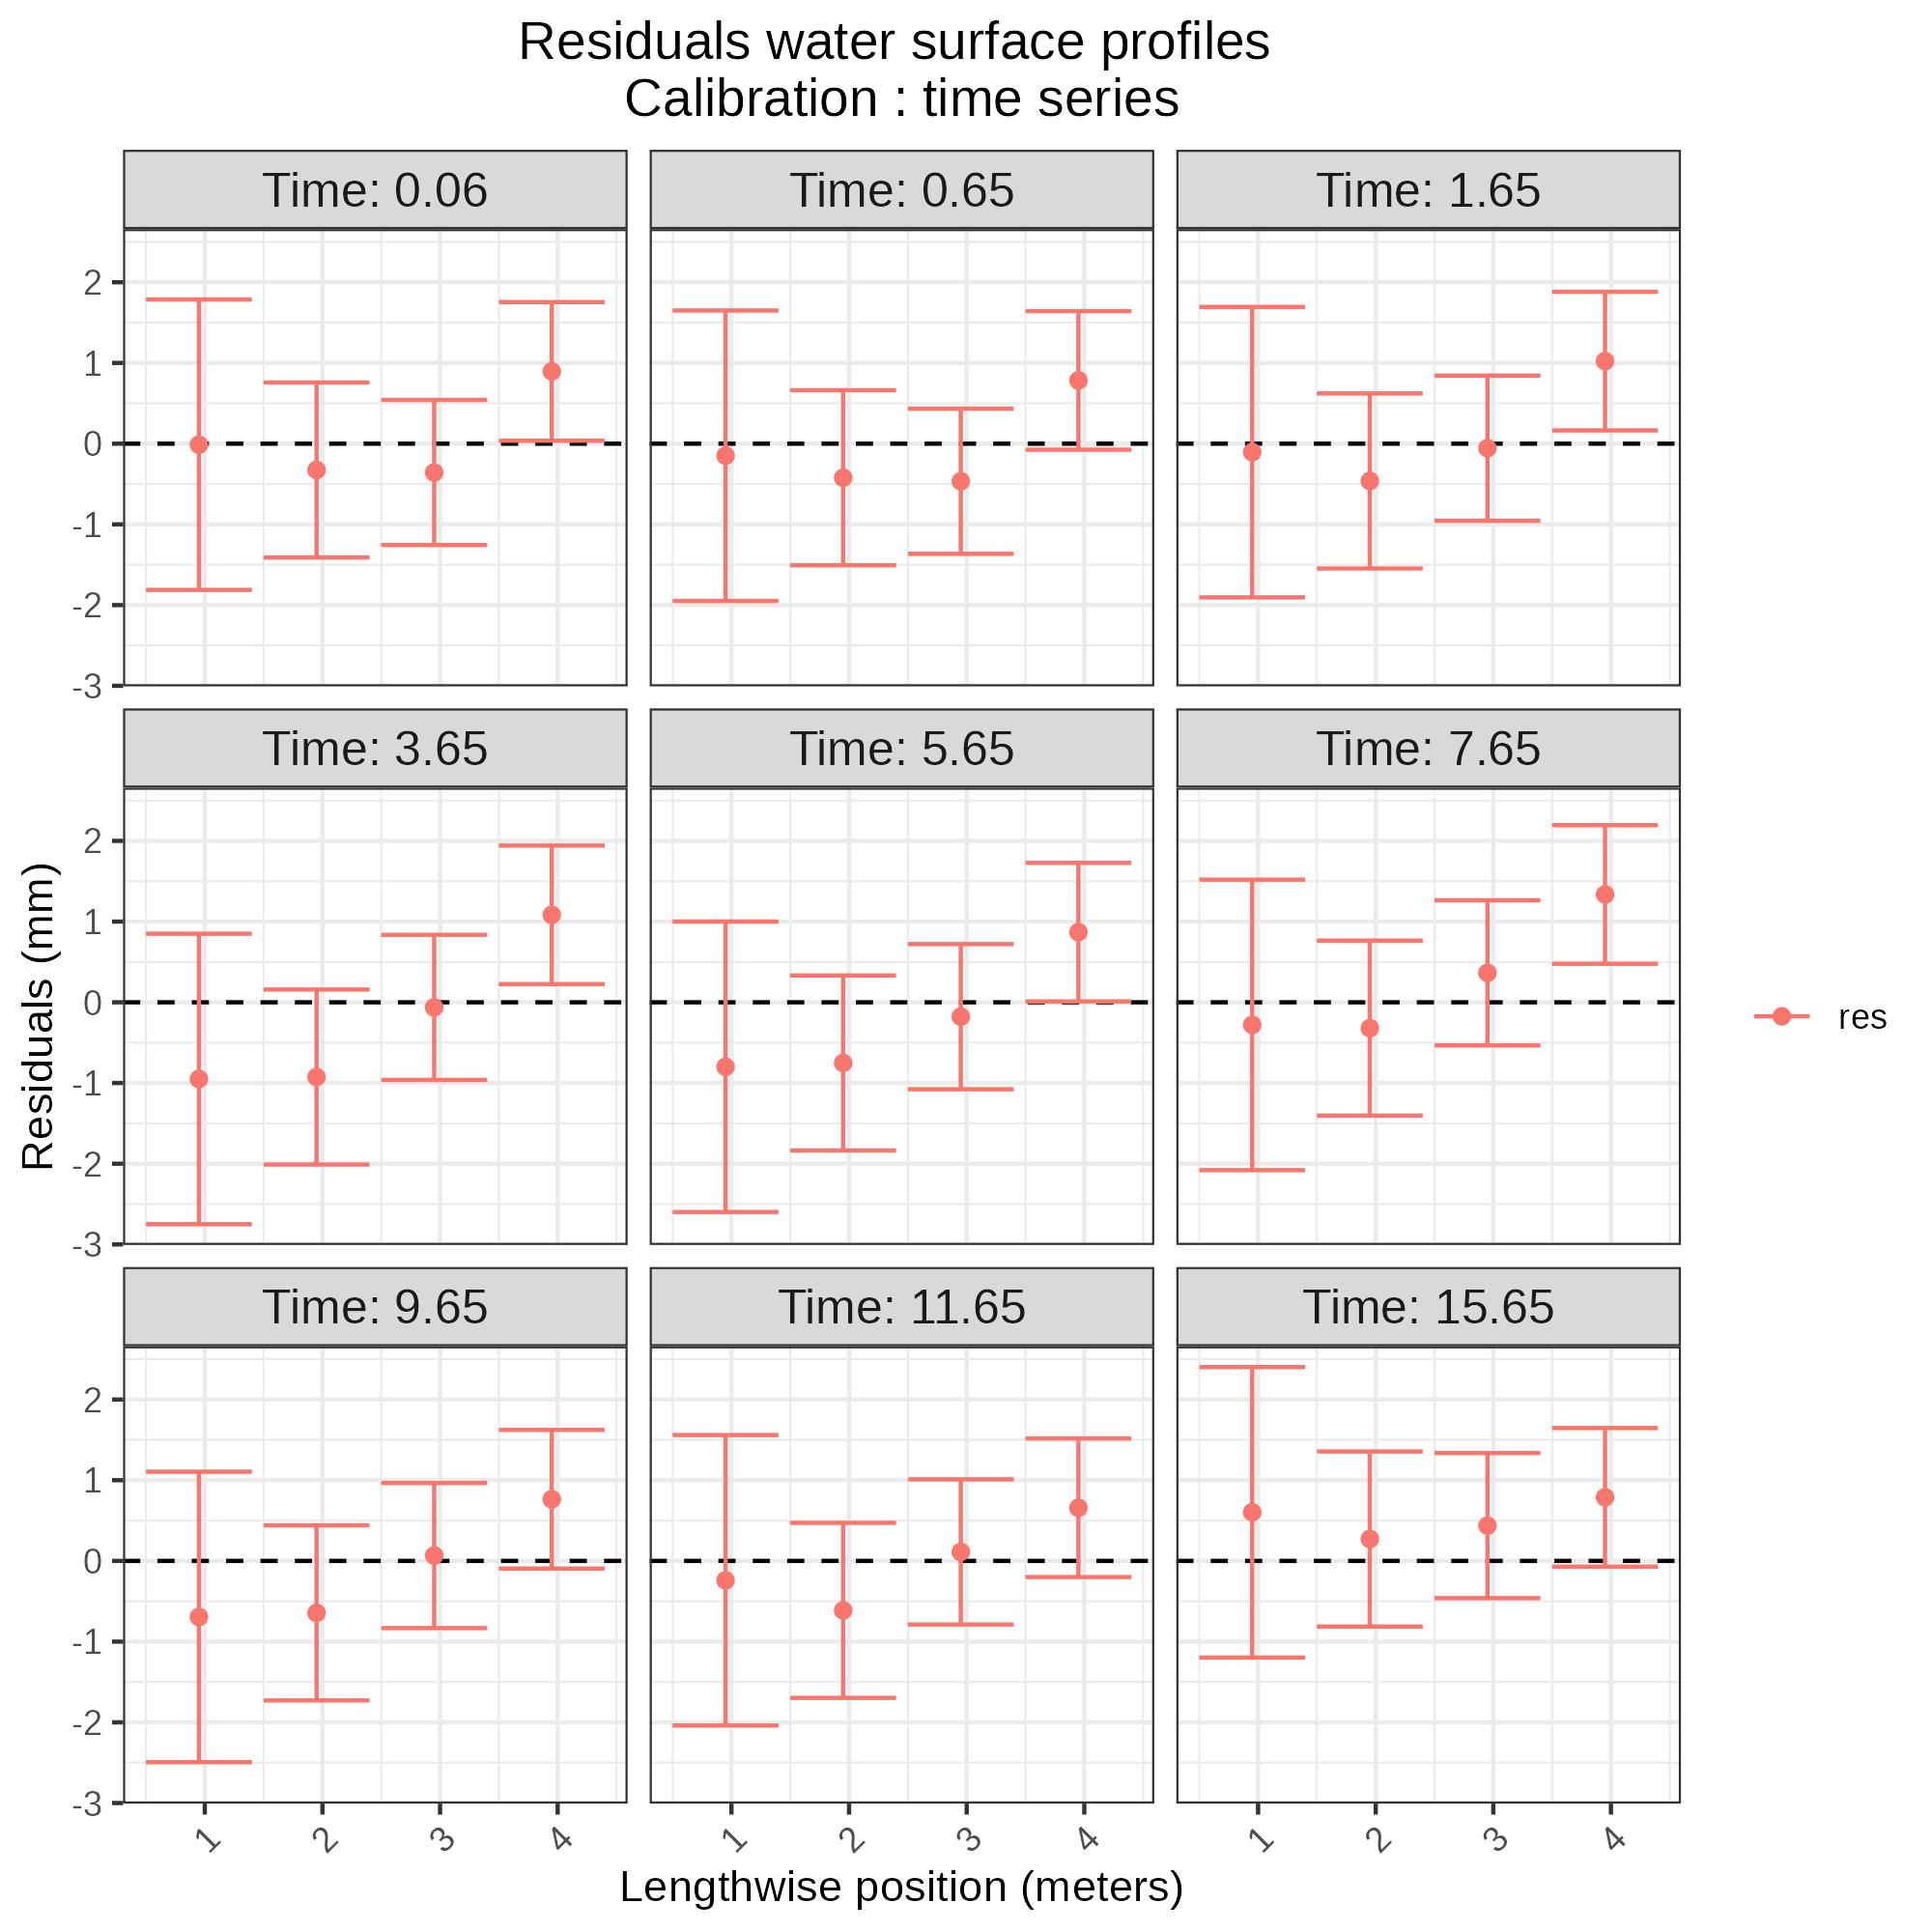 Residuals water surface profiles
Calibration : time series
Time: 0.06
Time: 0.65
Time: 1.65
2
1
0
-1
-2
-3
Time: 3.65
Time: 5.65
Time: 7.65
2
1
0
-1
-2
-3
Residuals (mm)
res
Time: 9.65
Time: 11.65
Time: 15.65
2
1
0
-1
-2
-3
1 2 3 4
1 2 3 4
1 2 3 4
Lengthwise position (meters)